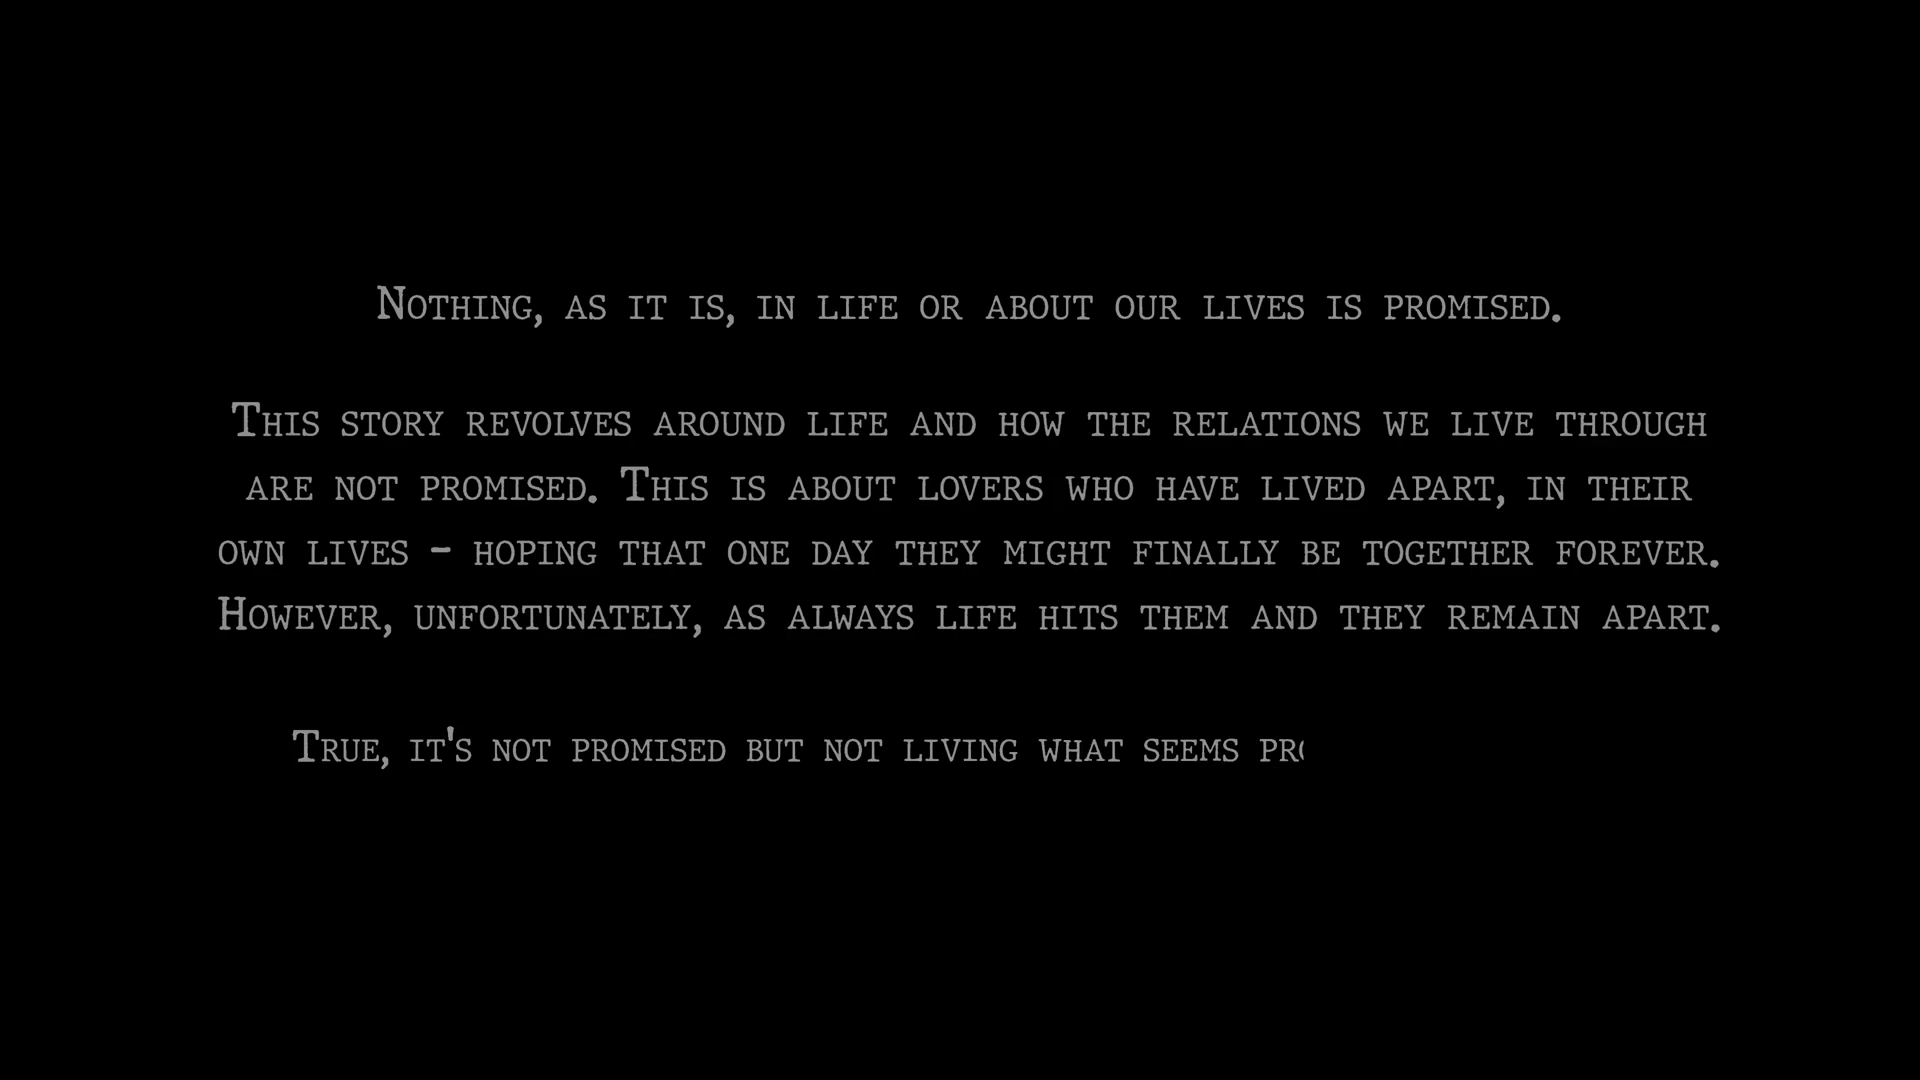 Nothing, as it is, in life or about our lives is promised.
This story revolves around life and how the relations we live through
are not promised. This is about lovers who have lived apart, in their
own lives – hoping that one day they might finally be together forever.
However, unfortunately, as always life hits them and they remain apart.
True, it's not promised but not living what seems